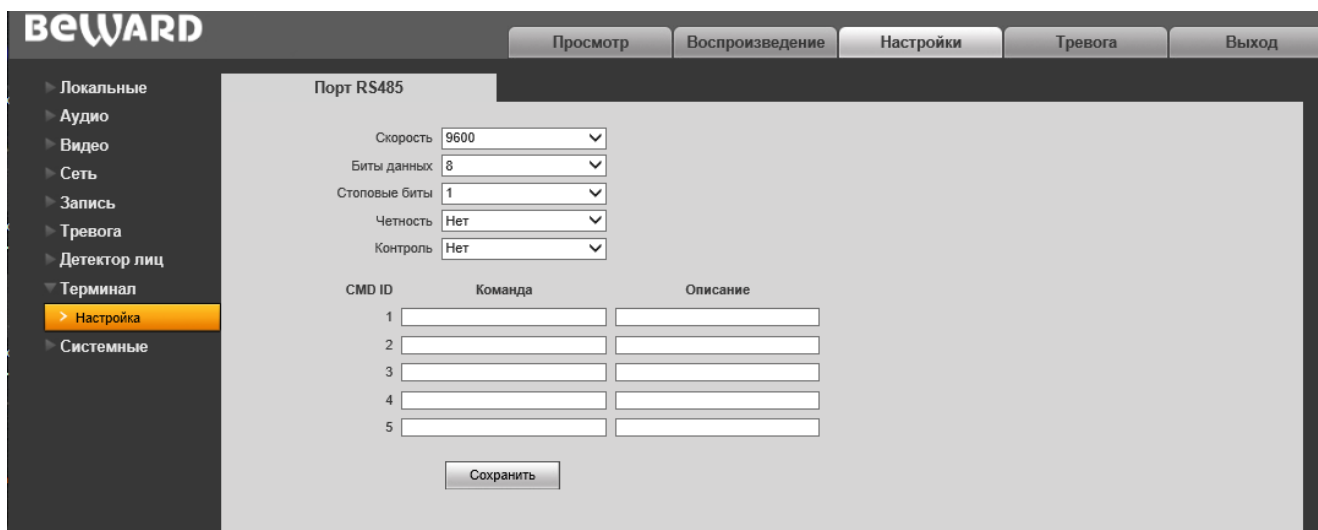 BEWARD
Просмотр Воспроизведение Настройки Тревога Выход
Локальные
Аудио
Видео
Сеть
Запись
Тревога
Детектор лиц
Терминал
Настройка
Системные
Порт RS485
Скорость 9600
Биты данных 8
Стоповые биты 1
Четность Нет
Контроль Нет
CMD ID Команда Описание
1
2
3
4
5
Сохранить